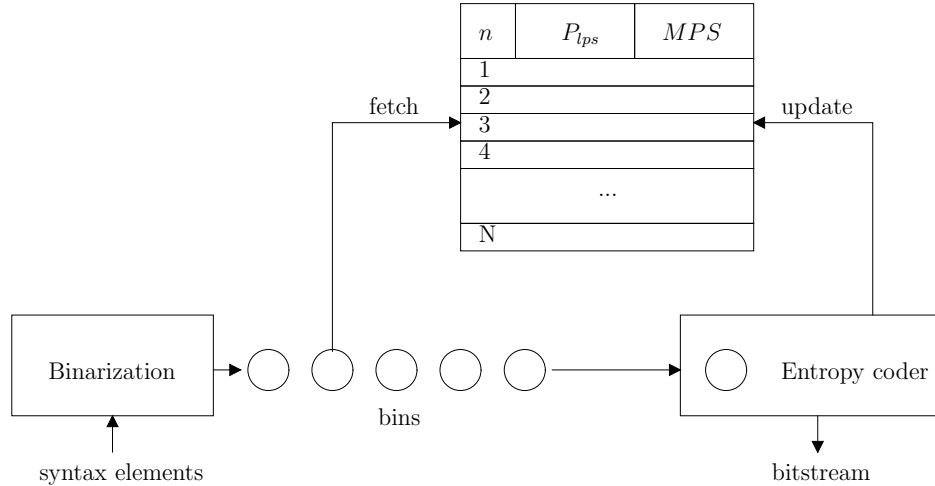 n P_lps MPS
1
2
fetch
update
3
4
...
N
Binarization
Entropy coder
bins
syntax elements
bitstream